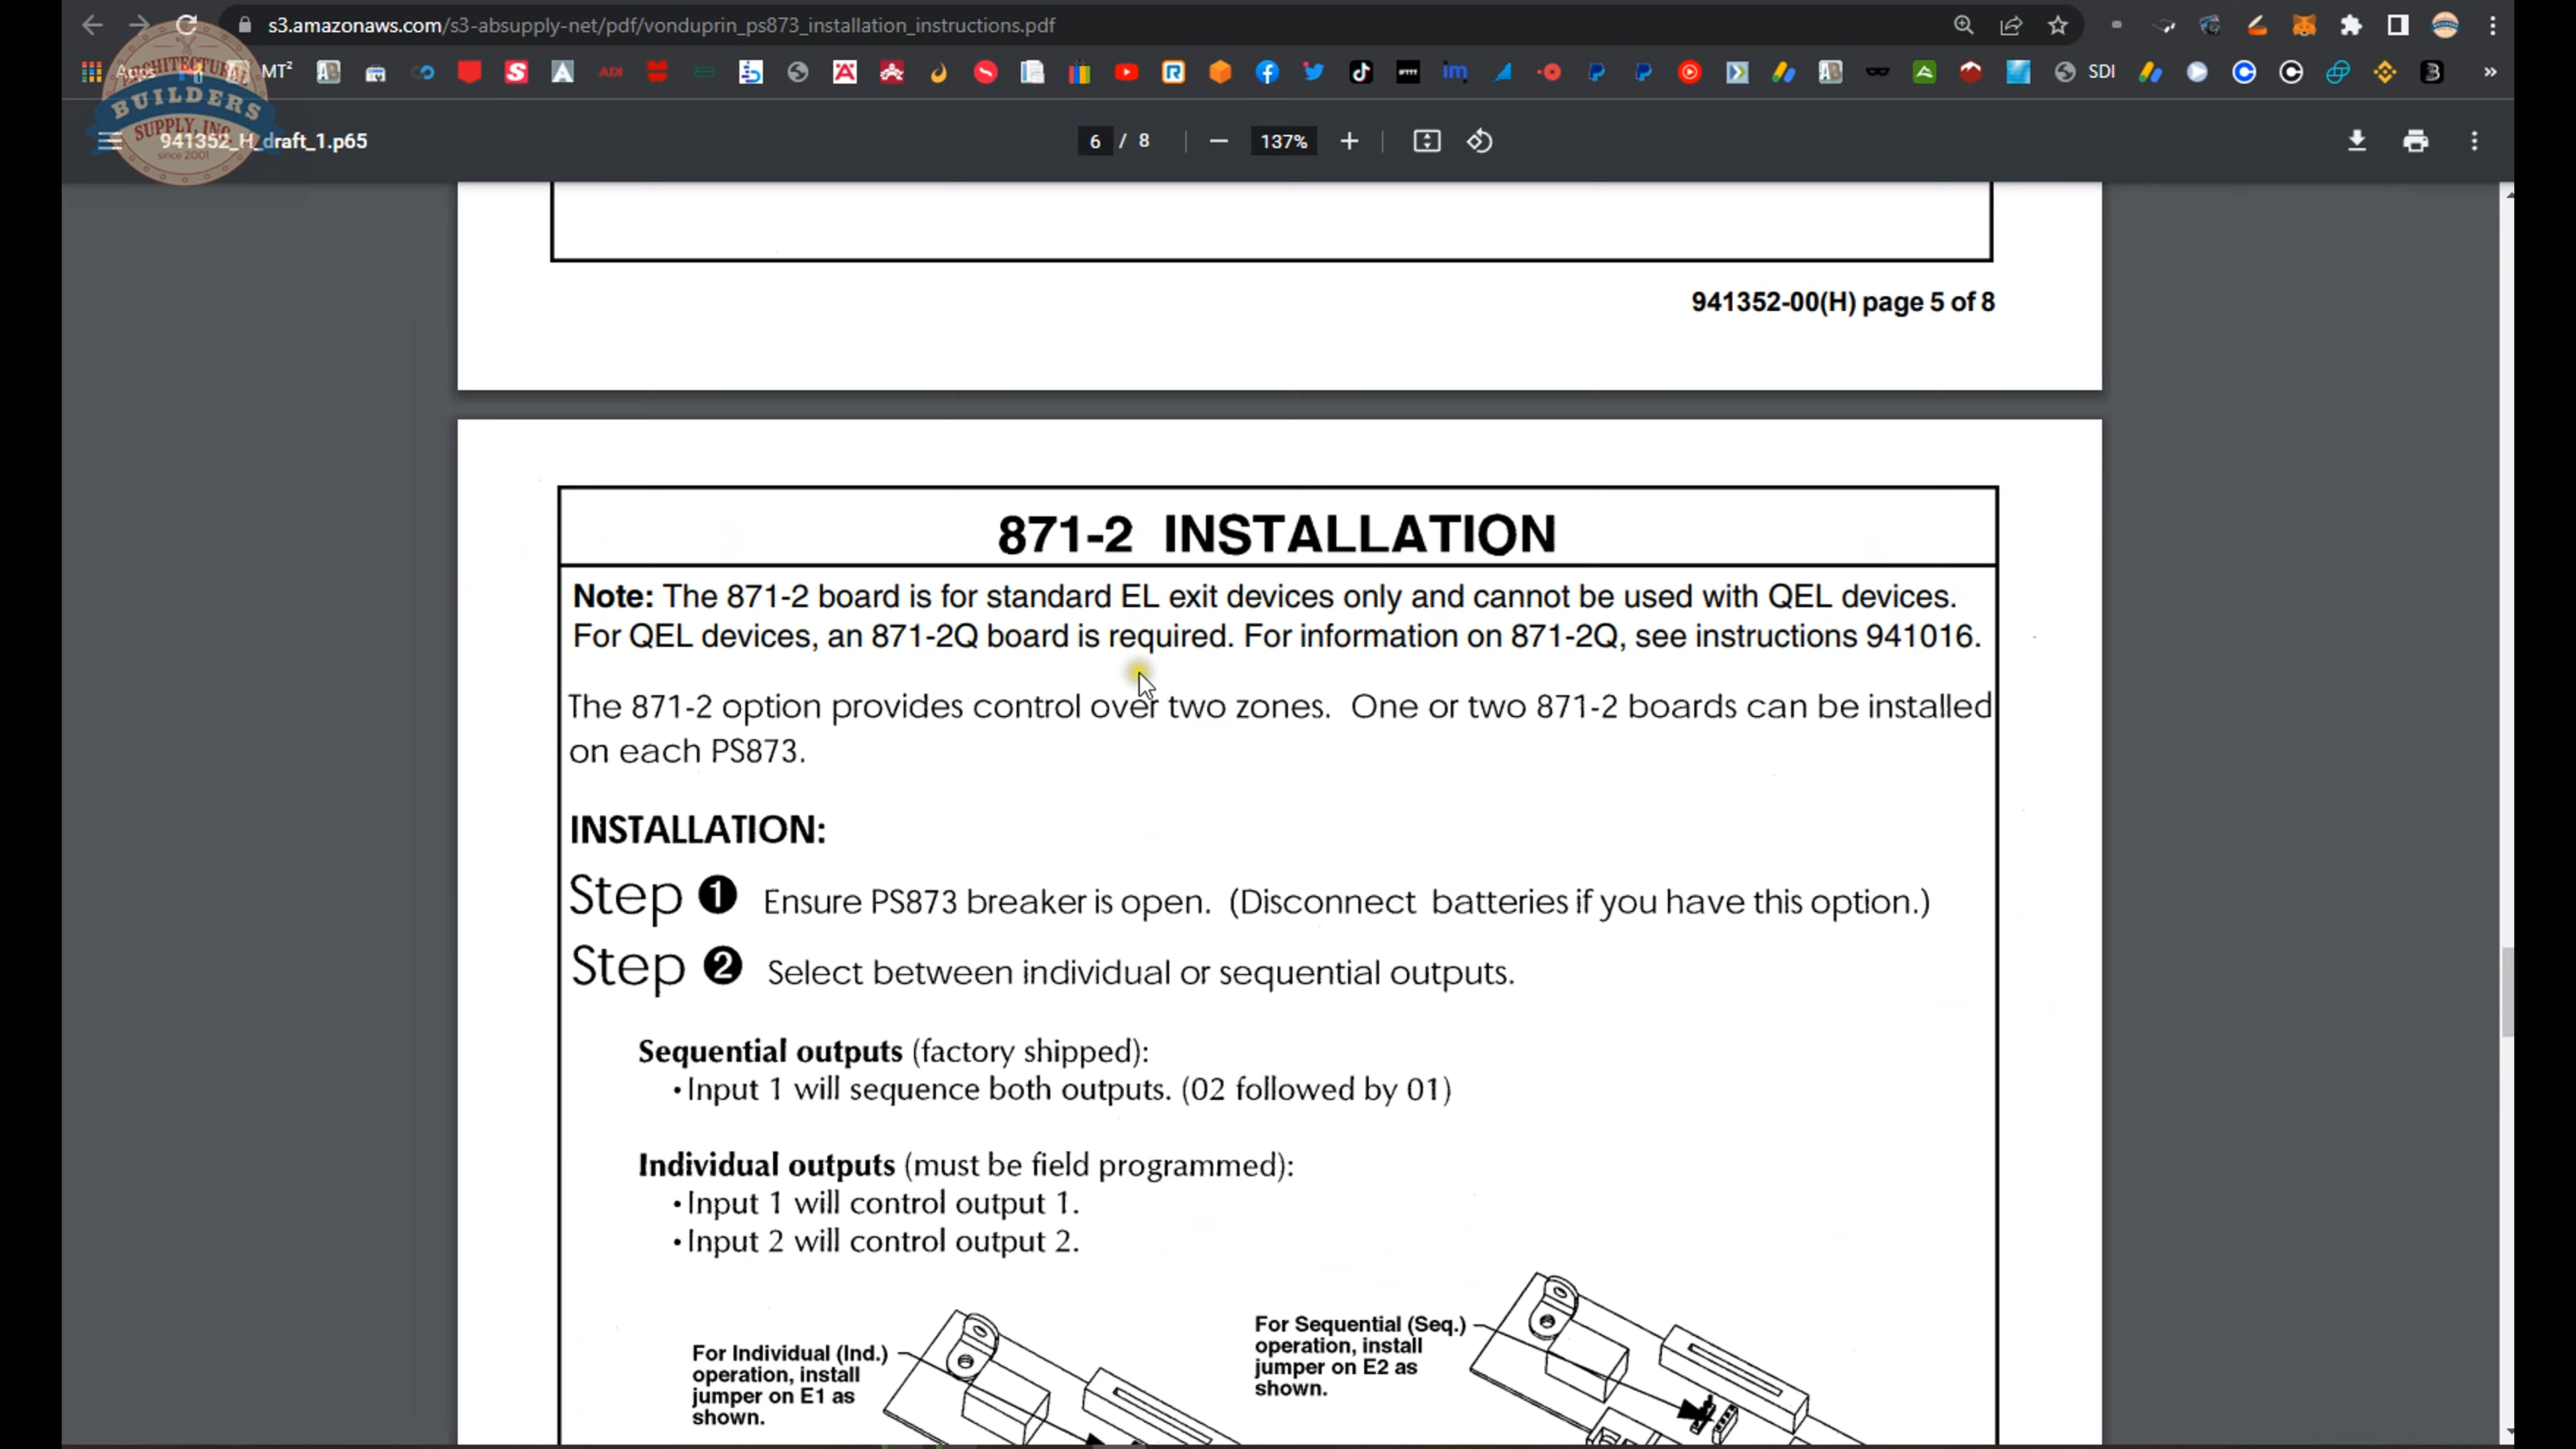 s3.amazonaws.com/s3-absupply-net/pdf/vonduprin_ps873_installation_instructions.pdf
Apps MT² ADI SDI »
ARCHITECTURAL
BUILDERS
SUPPLY, INC.
since 2001
941352_H_draft_1.p65
6 / 8 137%
941352-00(H) page 5 of 8
871-2 INSTALLATION
Note: The 871-2 board is for standard EL exit devices only and cannot be used with QEL devices.
For QEL devices, an 871-2Q board is required. For information on 871-2Q, see instructions 941016.
The 871-2 option provides control over two zones. One or two 871-2 boards can be installed
on each PS873.
INSTALLATION:
Step 1 Ensure PS873 breaker is open. (Disconnect batteries if you have this option.)
Step 2 Select between individual or sequential outputs.
Sequential outputs (factory shipped):
• Input 1 will sequence both outputs. (02 followed by 01)
Individual outputs (must be field programmed):
• Input 1 will control output 1.
• Input 2 will control output 2.
For Individual (Ind.)
operation, install
jumper on E1 as
shown.
For Sequential (Seq.)
operation, install
jumper on E2 as
shown.